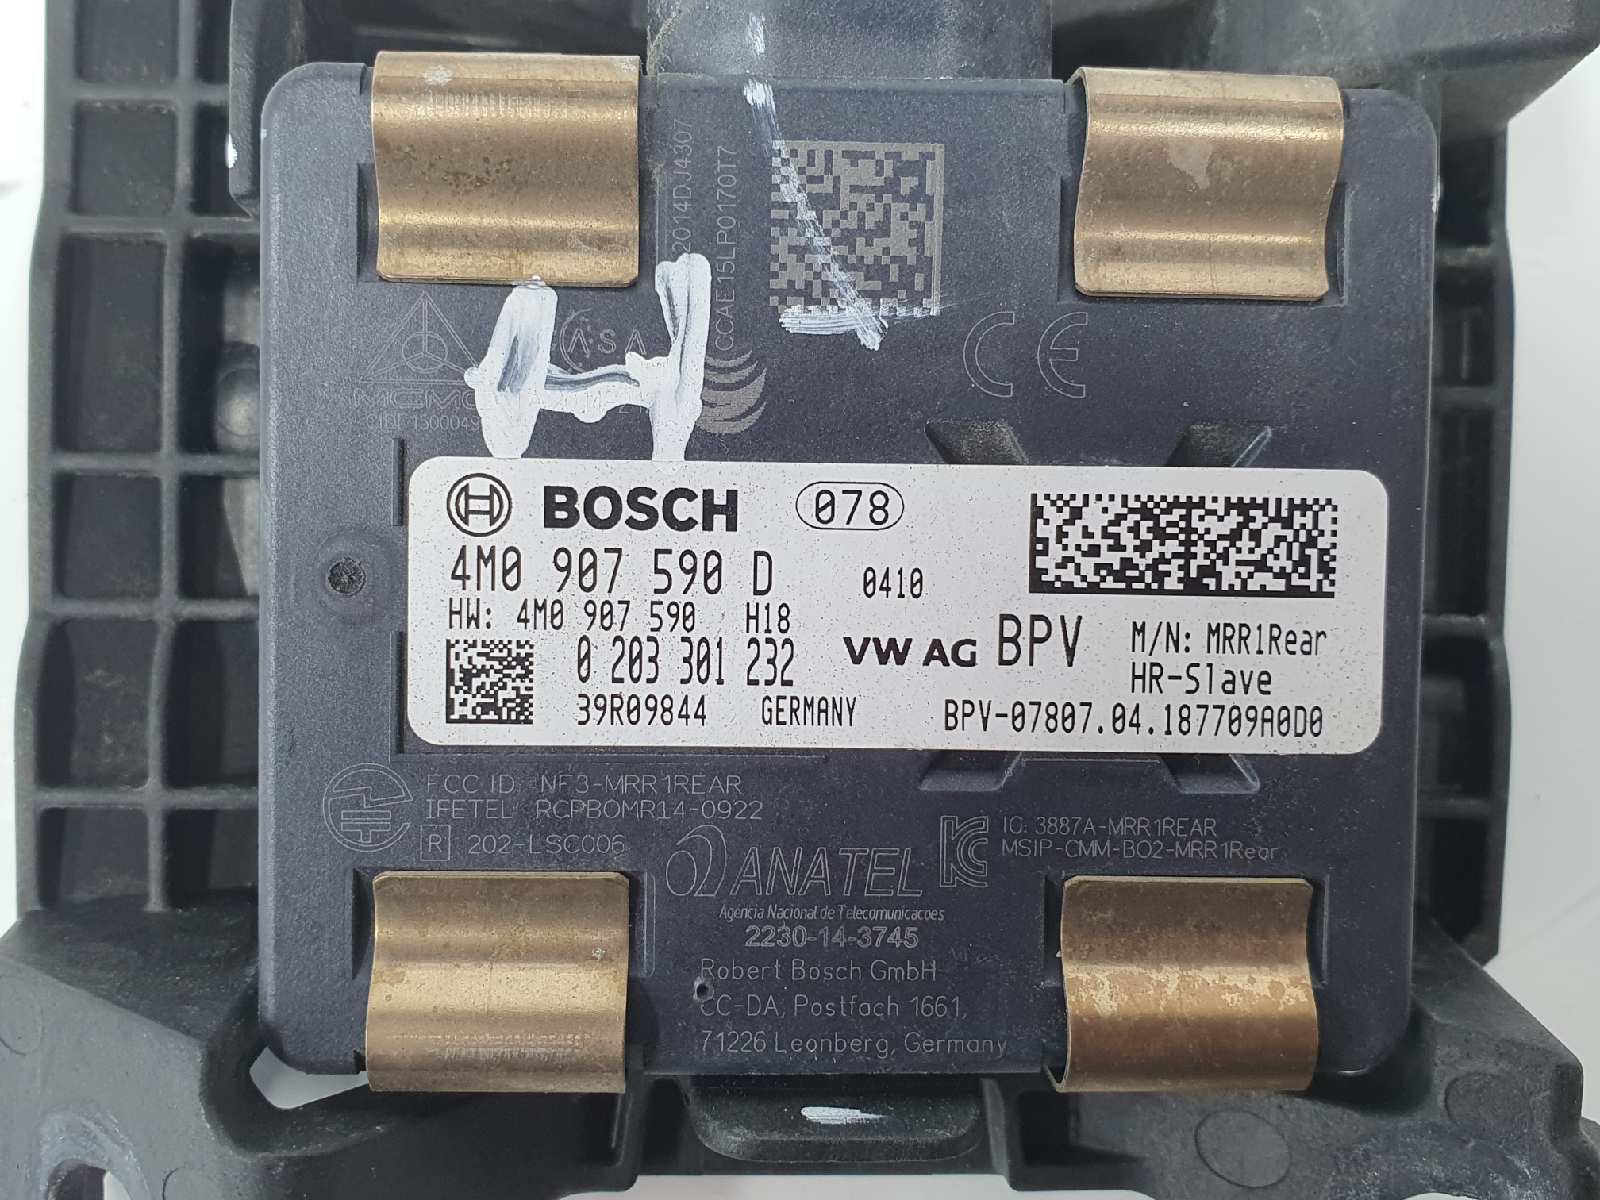 2014DJ4307
CCAE15LP0170T7
ASA
MCMC
CE
BOSCH 078
4M0 907 590 D 0410
HW: 4M0 907 590 H18
0 203 301 232 VW AG BPV M/N: MRR1Rear
HR-Slave
39R09844 GERMANY BPV-07807.04.187709A0D0
FCC ID NF3-MRR1REAR
IFETEL RCPBOMR14-0922
R 202-LSC006
IC: 3887A-MRR1REAR
MSIP-CMM-BO2-MRR1Rear
ANATEL
Agência Nacional de Telecomunicacoes
2230-14-3745
Robert Bosch GmbH
CC-DA, Postfach 1661,
71226 Leonberg, Germany